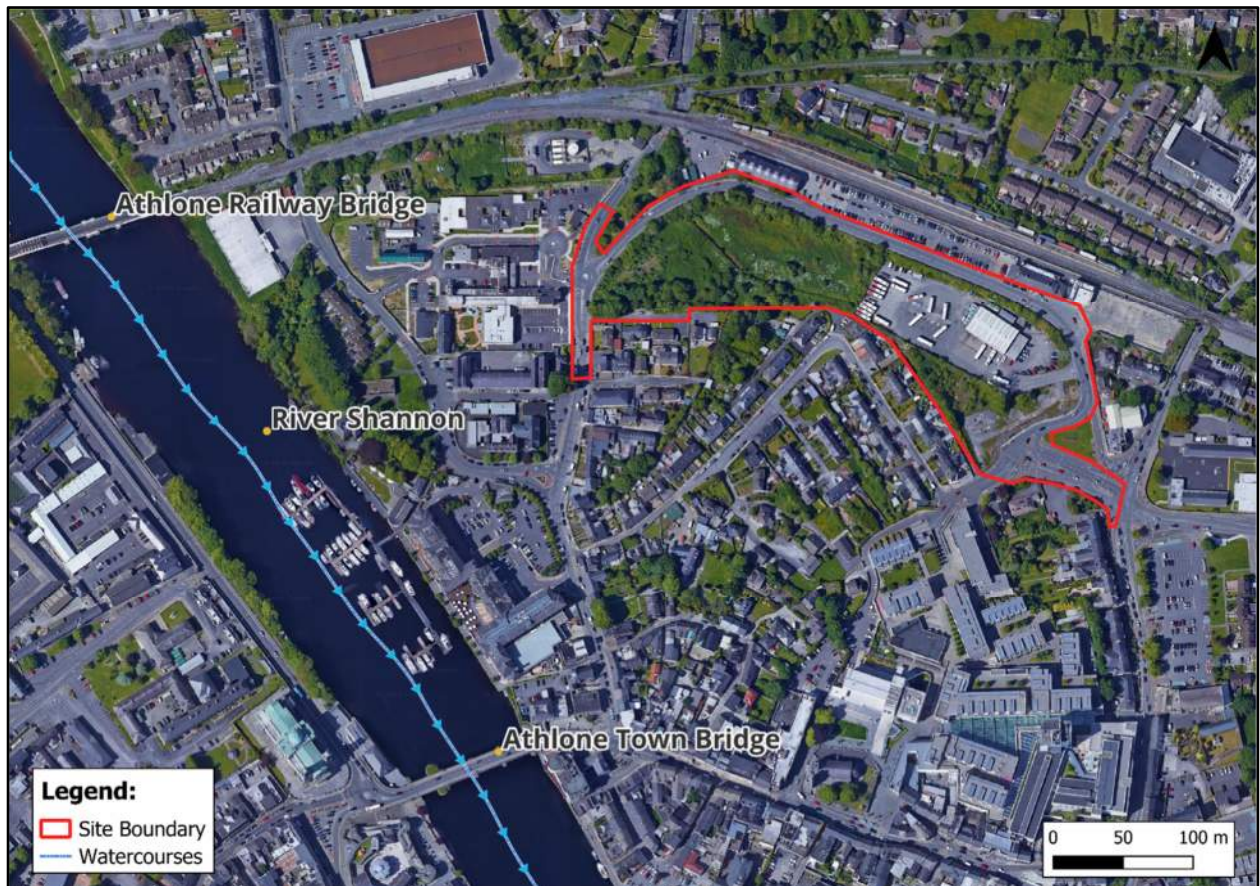 Athlone Railway Bridge
River Shannon
Athlone Town Bridge
Legend:
Site Boundary
Watercourses
0 50 100 m